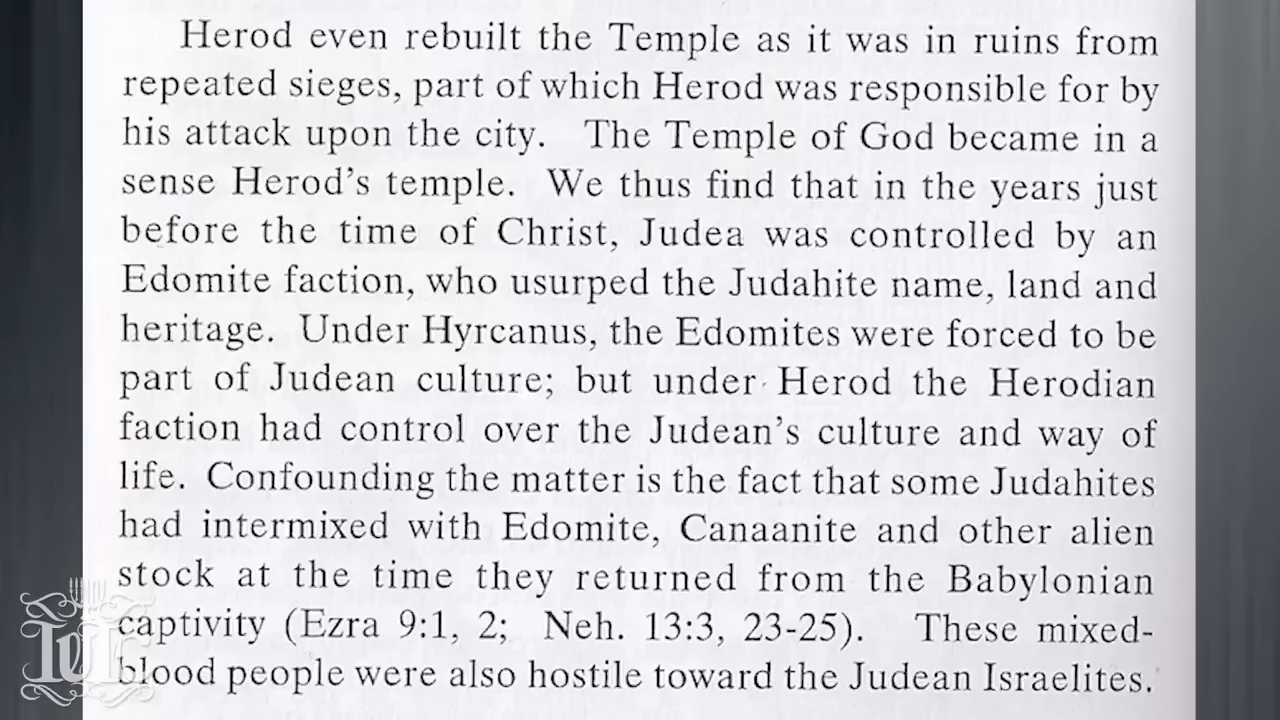 Herod even rebuilt the Temple as it was in ruins from
repeated sieges, part of which Herod was responsible for by
his attack upon the city. The Temple of God became in a
sense Herod's temple. We thus find that in the years just
before the time of Christ, Judea was controlled by an
Edomite faction, who usurped the Judahite name, land and
heritage. Under Hyrcanus, the Edomites were forced to be
part of Judean culture; but under Herod the Herodian
faction had control over the Judean's culture and way of
life. Confounding the matter is the fact that some Judahites
had intermixed with Edomite, Canaanite and other alien
stock at the time they returned from the Babylonian
captivity (Ezra 9:1, 2; Neh. 13:3, 23-25). These mixed-
blood people were also hostile toward the Judean Israelites.